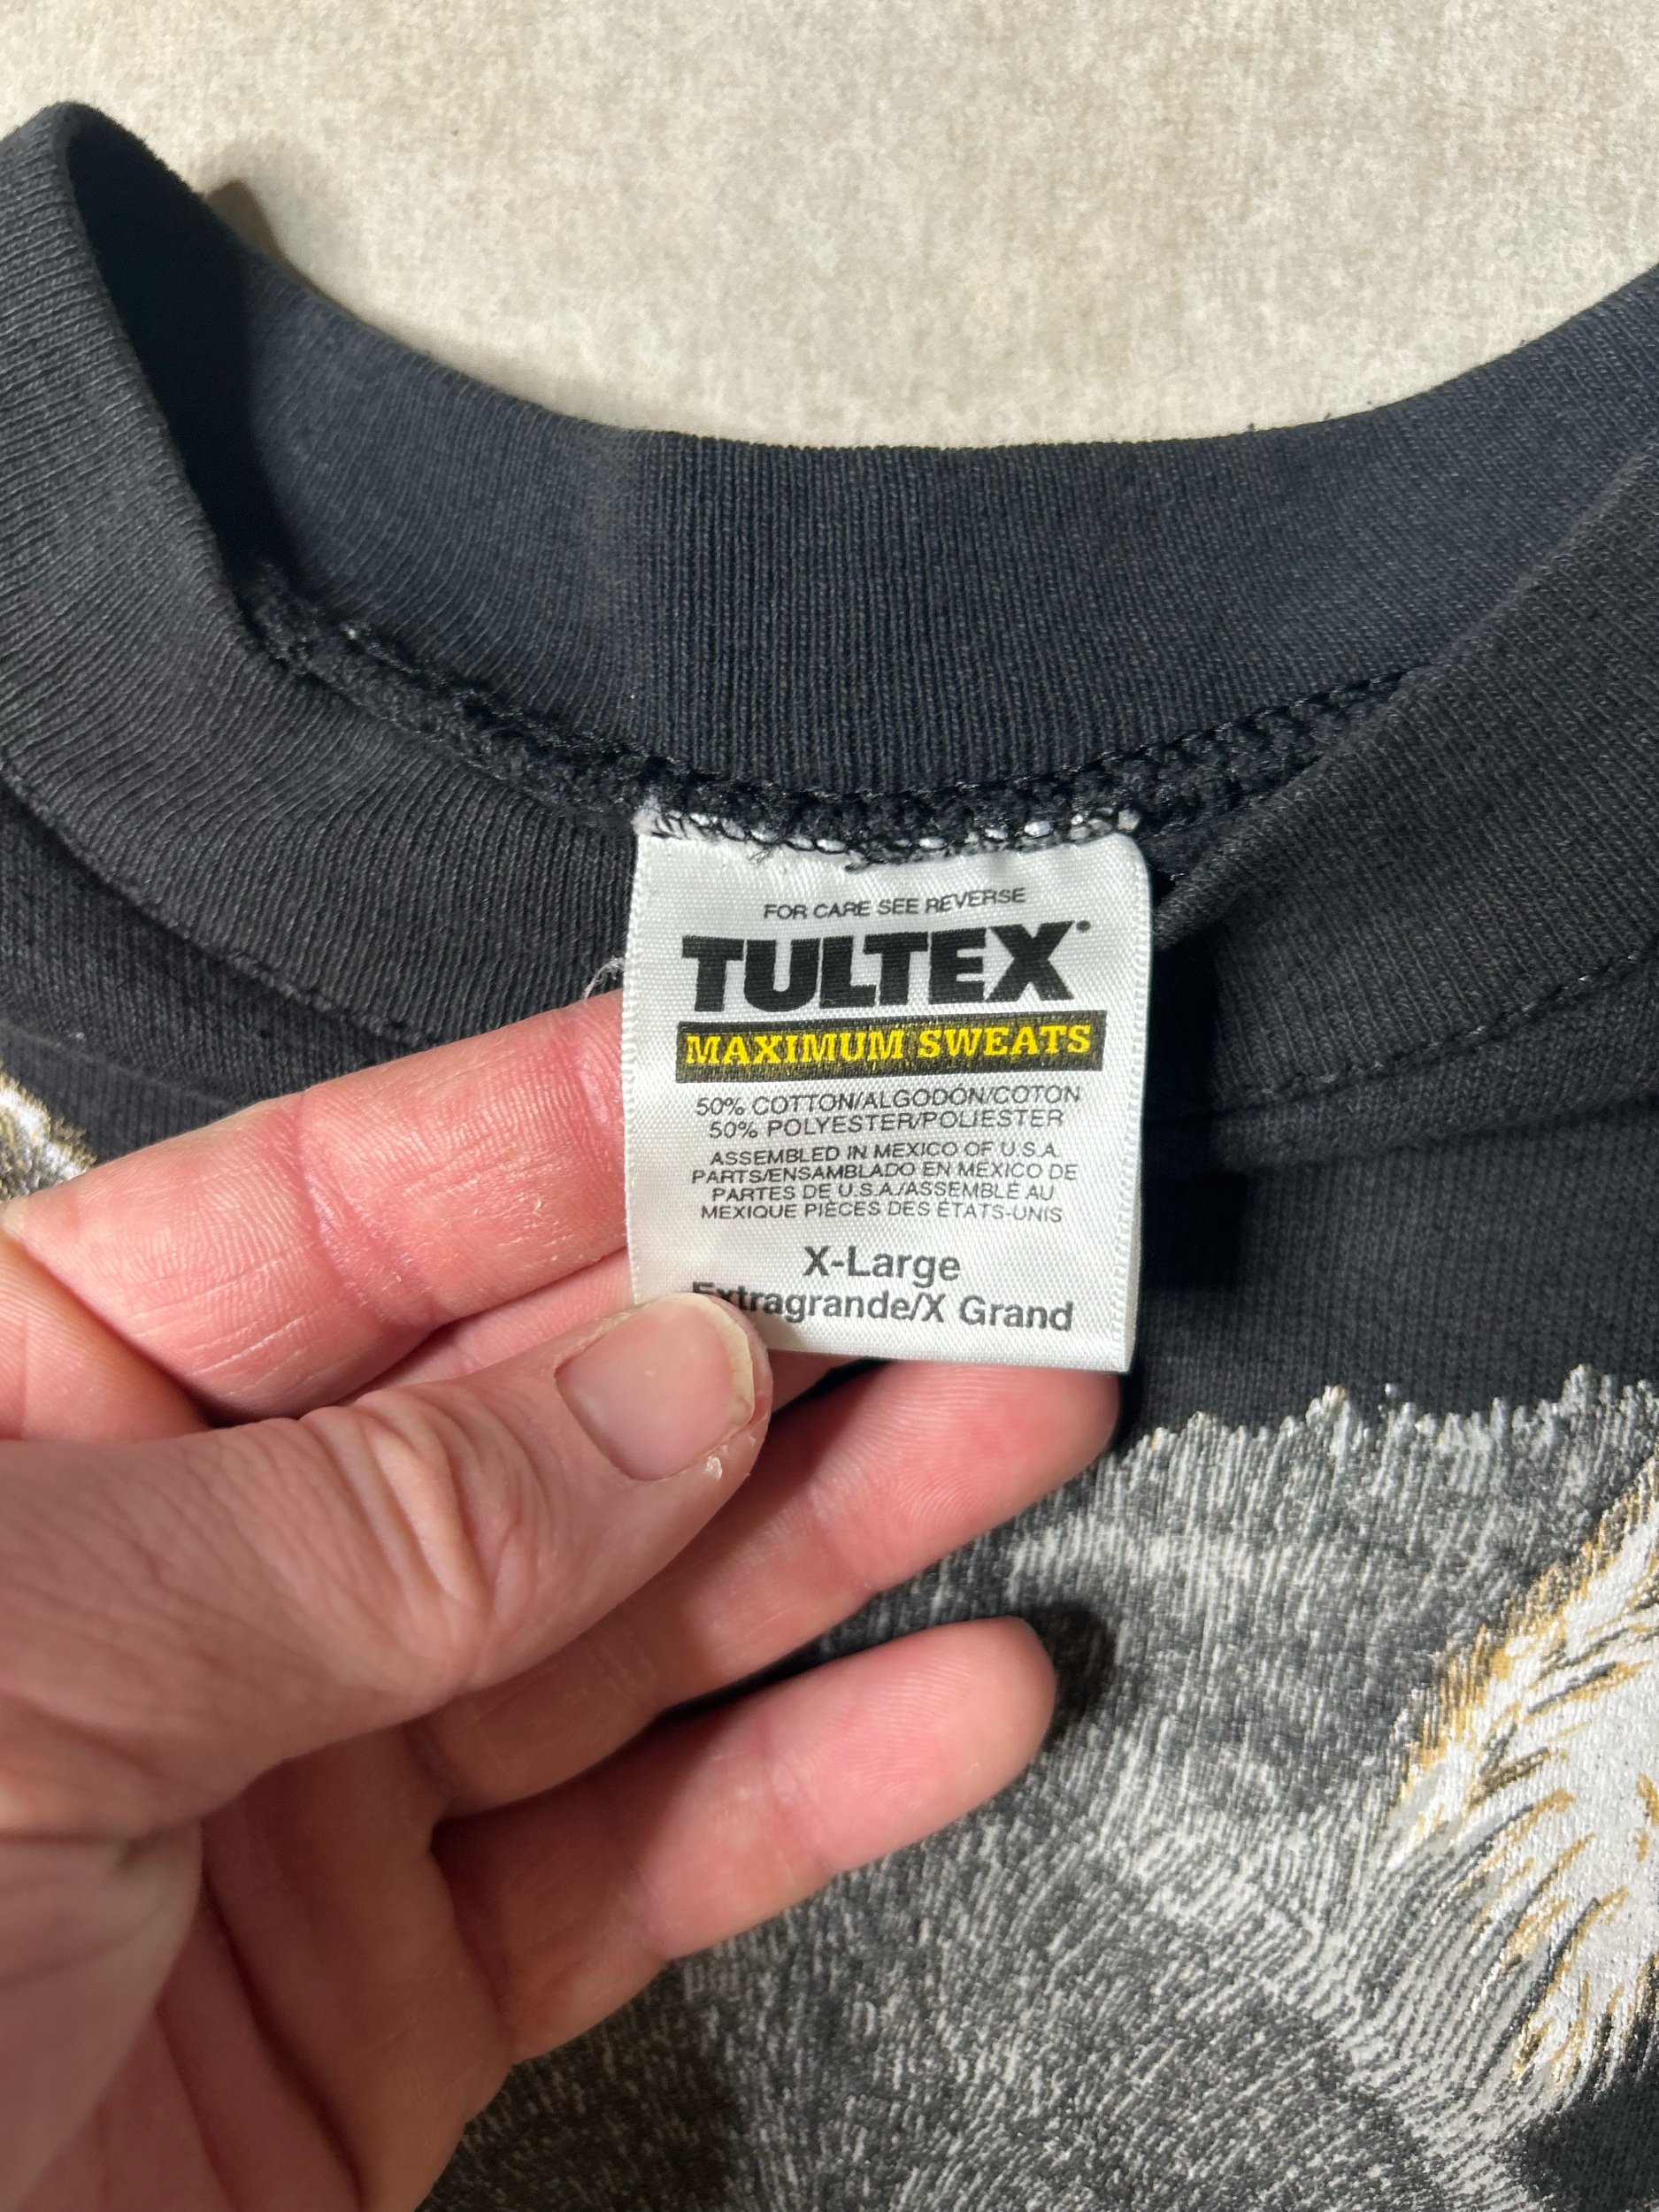 FOR CARE SEE REVERSE
TULTEX®
MAXIMUM SWEATS
50% COTTON/ALGODÓN/COTON
50% POLYESTER/POLIESTER
ASSEMBLED IN MEXICO OF U.S.A.
PARTS/ENSAMBLADO EN MEXICO DE
PARTES DE U.S.A./ASSEMBLÉ AU
MEXIQUE PIÈCES DES ÉTATS-UNIS
X-Large
Extragrande/X Grand